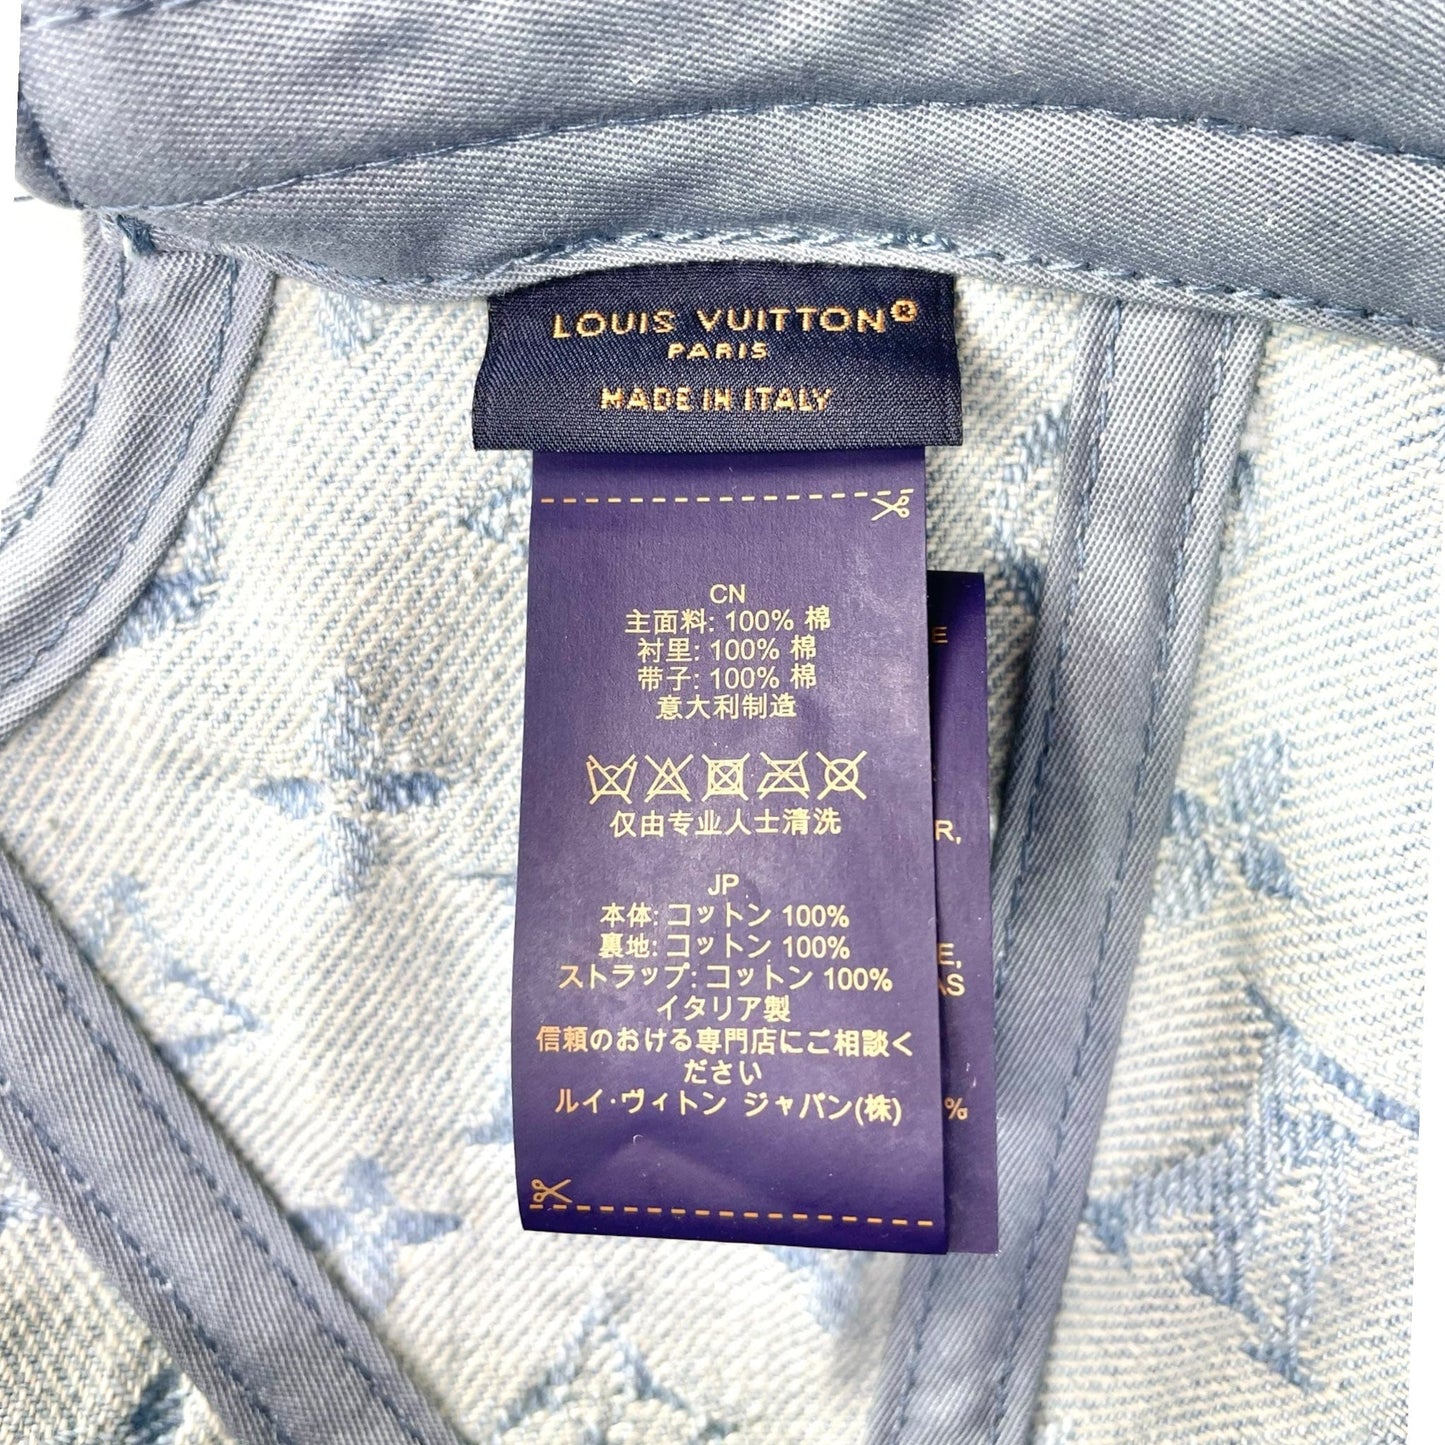 LOUIS VUITTON®
PARIS
MADE IN ITALY
CN
主面料: 100% 棉
衬里: 100% 棉
带子: 100% 棉
意大利制造
仅由专业人士清洗
JP
本体: コットン 100%
裏地: コットン 100%
ストラップ: コットン 100%
イタリア製
信頼のおける専門店にご相談く
ださい
ルイ·ヴィトン ジャパン(株)
E
R,
E,
AS
%